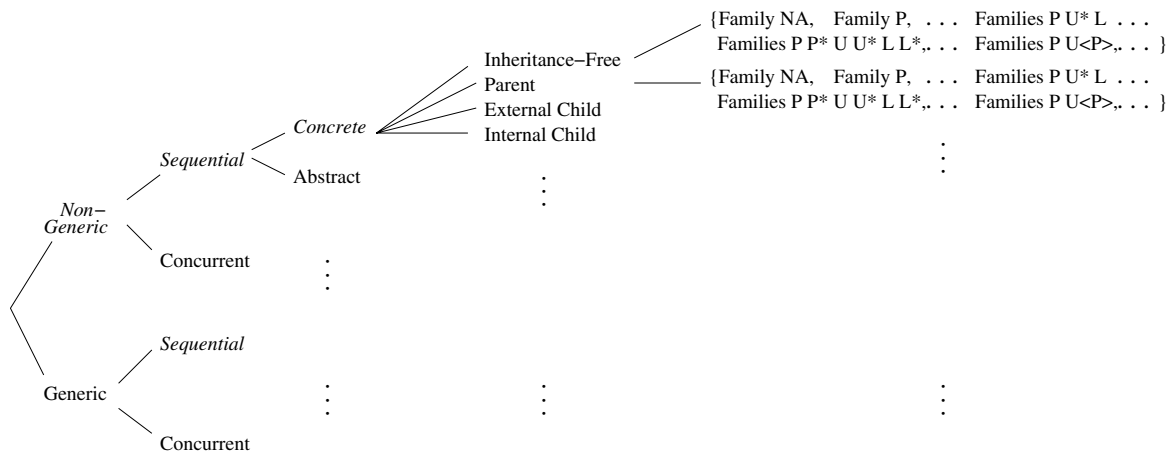 {Family NA, Family P, . . . Families P U* L . . .
Families P P* U U* L L*,. . . Families P U<P>,. . . }
Inheritance−Free
Parent
{Family NA, Family P, . . . Families P U* L . . .
Families P P* U U* L L*,. . . Families P U<P>,. . . }
External Child
Internal Child
Concrete
Sequential
Abstract
Non−
Generic
Concurrent
Sequential
Generic
Concurrent